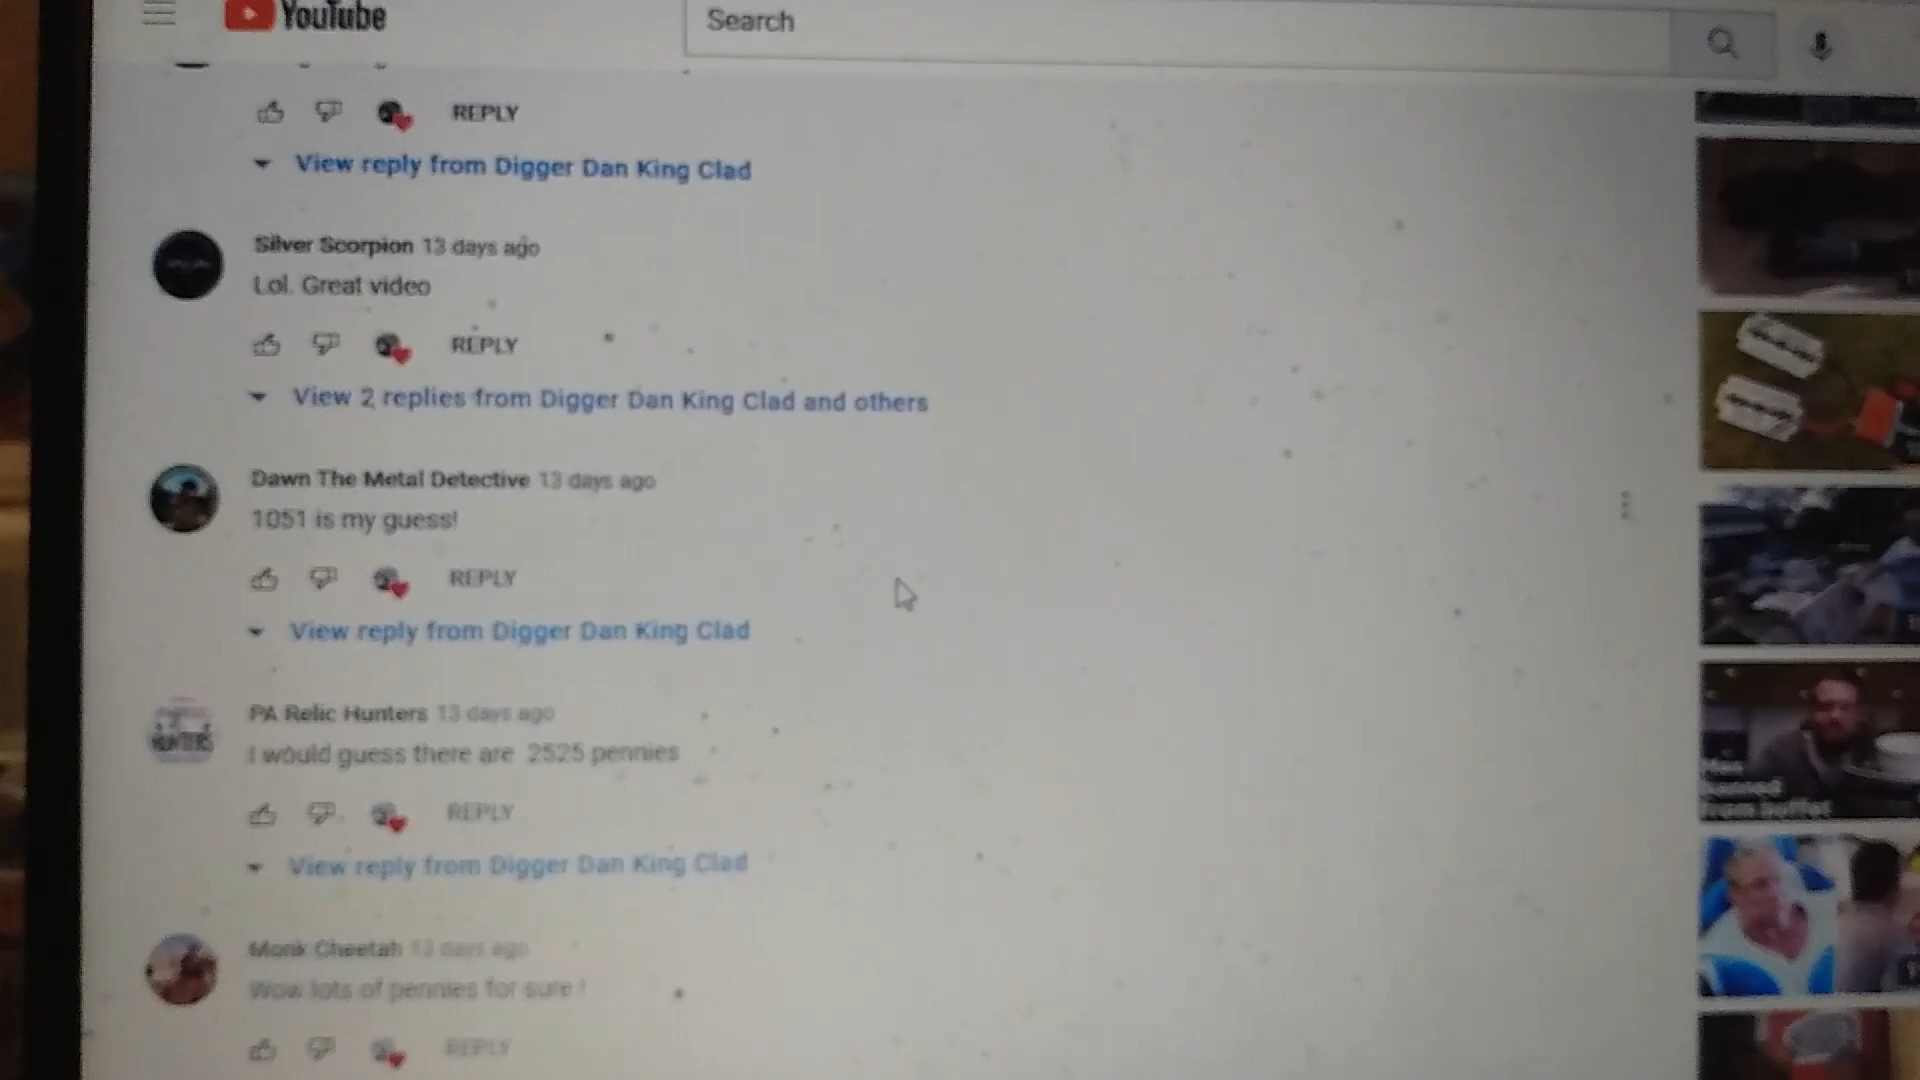 YouTube
Search
REPLY
View reply from Digger Dan King Clad
Silver Scorpion 13 days ago
Lol. Great video
REPLY
View 2 replies from Digger Dan King Clad and others
Dawn The Metal Detective 13 days ago
1051 is my guess!
REPLY
View reply from Digger Dan King Clad
PA Relic Hunters 13 days ago
HUNTERS
I would guess there are 2525 pennies
REPLY
View reply from Digger Dan King Clad
Monk Cheetah 13 days ago
Wow lots of pennies for sure !
REPLY